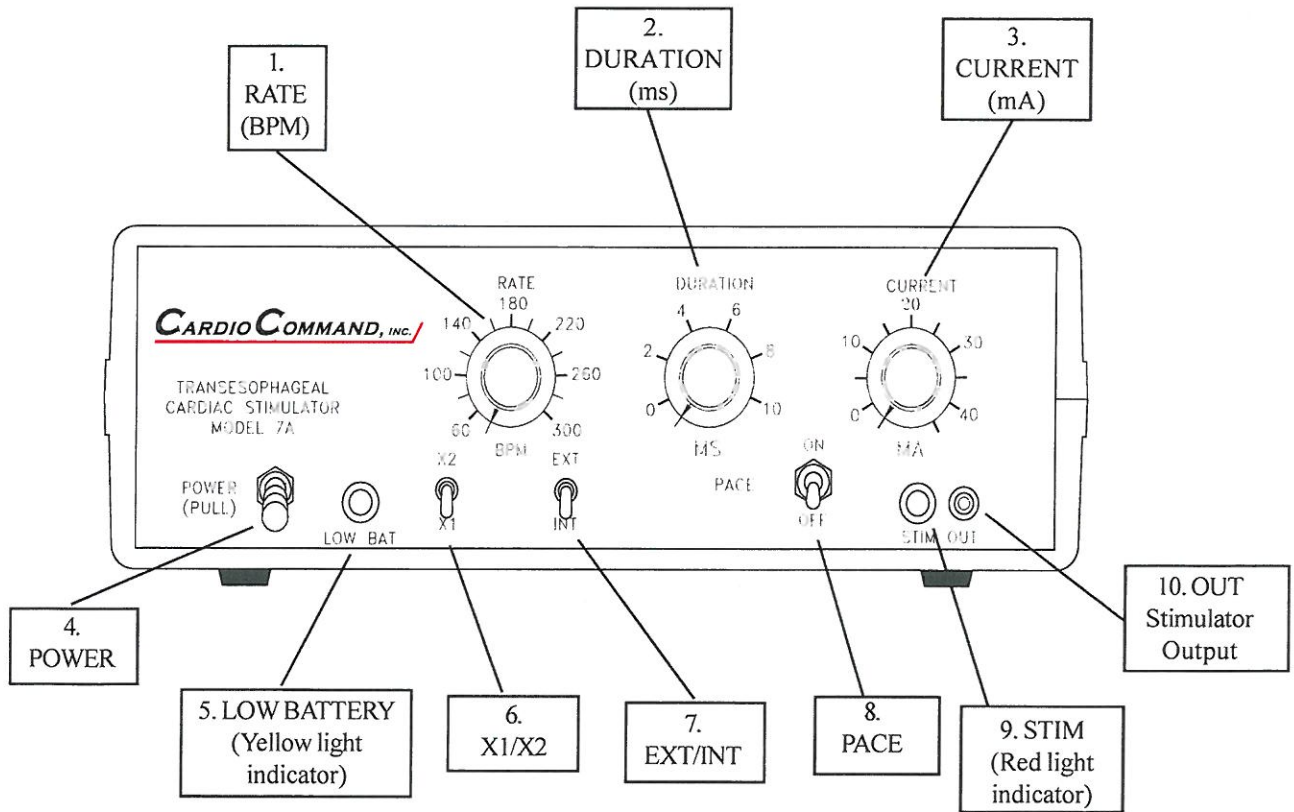 1.
RATE
(BPM)
2.
DURATION
(ms)
3.
CURRENT
(mA)
CARDIO COMMAND, INC.
TRANSESOPHAGEAL
CARDIAC STIMULATOR
MODEL 7A
RATE
60 100 140 180 220 260 300
BPM
DURATION
0 2 4 6 8 10
MS
CURRENT
0 10 20 30 40
MA
POWER
(PULL)
LOW BAT
X2
X1
EXT
INT
PACE
ON
OFF
STIM OUT
4.
POWER
5. LOW BATTERY
(Yellow light
indicator)
6.
X1/X2
7.
EXT/INT
8.
PACE
9. STIM
(Red light
indicator)
10. OUT
Stimulator
Output